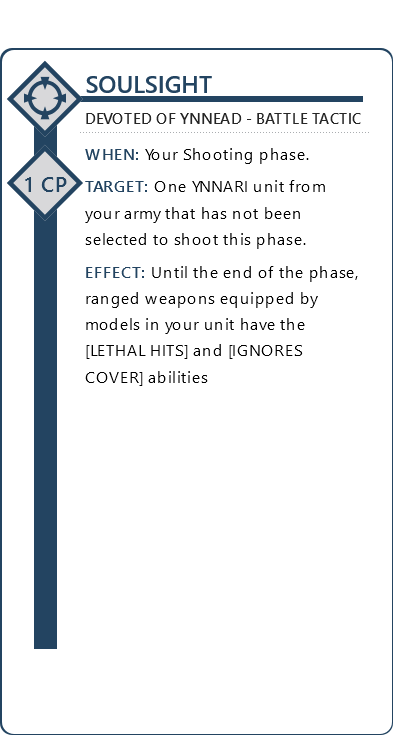 SOULSIGHT
DEVOTED OF YNNEAD - BATTLE TACTIC
WHEN: Your Shooting phase.
1 CP
TARGET: One YNNARI unit from
your army that has not been
selected to shoot this phase.
EFFECT: Until the end of the phase,
ranged weapons equipped by
models in your unit have the
[LETHAL HITS] and [IGNORES
COVER] abilities